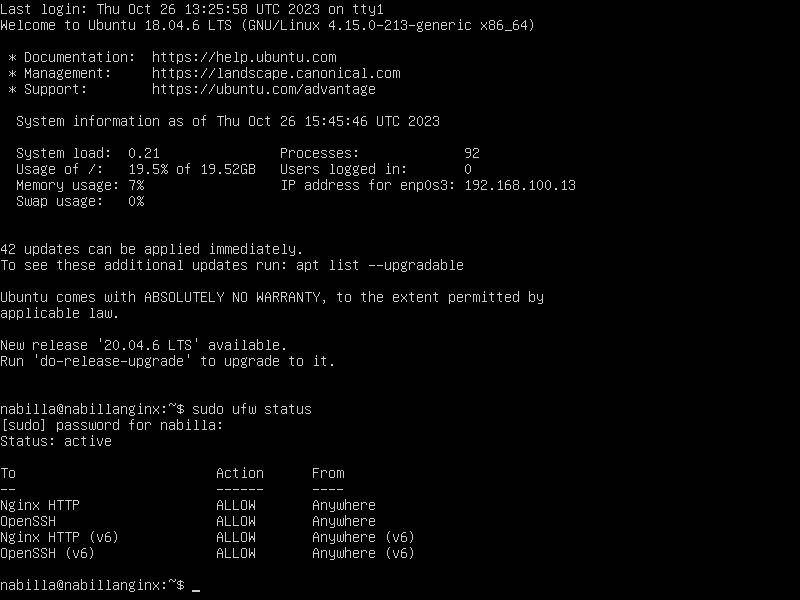 Last login: Thu Oct 26 13:25:58 UTC 2023 on tty1
Welcome to Ubuntu 18.04.6 LTS (GNU/Linux 4.15.0-213-generic x86_64)

 * Documentation:  https://help.ubuntu.com
 * Management:     https://landscape.canonical.com
 * Support:        https://ubuntu.com/advantage

  System information as of Thu Oct 26 15:45:46 UTC 2023

  System load:  0.21               Processes:             92
  Usage of /:   19.5% of 19.52GB   Users logged in:       0
  Memory usage: 7%                 IP address for enp0s3: 192.168.100.13
  Swap usage:   0%


42 updates can be applied immediately.
To see these additional updates run: apt list --upgradable

Ubuntu comes with ABSOLUTELY NO WARRANTY, to the extent permitted by
applicable law.

New release '20.04.6 LTS' available.
Run 'do-release-upgrade' to upgrade to it.


nabilla@nabillanginx:~$ sudo ufw status
[sudo] password for nabilla:
Status: active

To                         Action      From
--                         ------      ----
Nginx HTTP                 ALLOW       Anywhere
OpenSSH                    ALLOW       Anywhere
Nginx HTTP (v6)            ALLOW       Anywhere (v6)
OpenSSH (v6)               ALLOW       Anywhere (v6)

nabilla@nabillanginx:~$ _